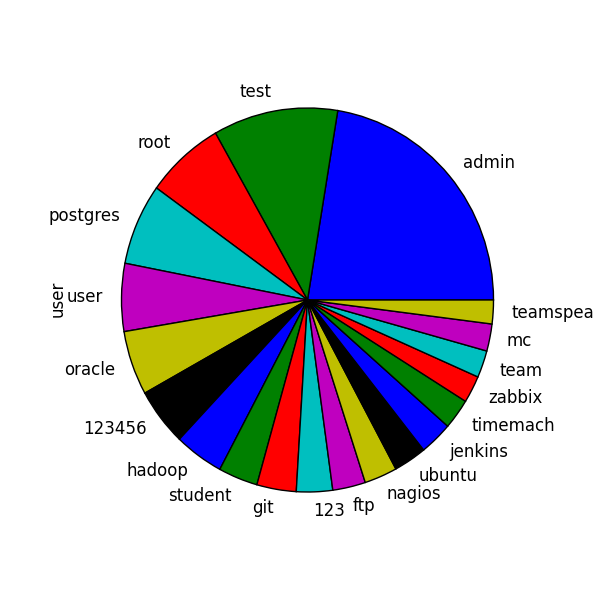 test
admin
root
postgres
user
user
oracle
123456
hadoop
student
git
123
ftp
nagios
ubuntu
jenkins
timemach
zabbix
team
mc
teamspea